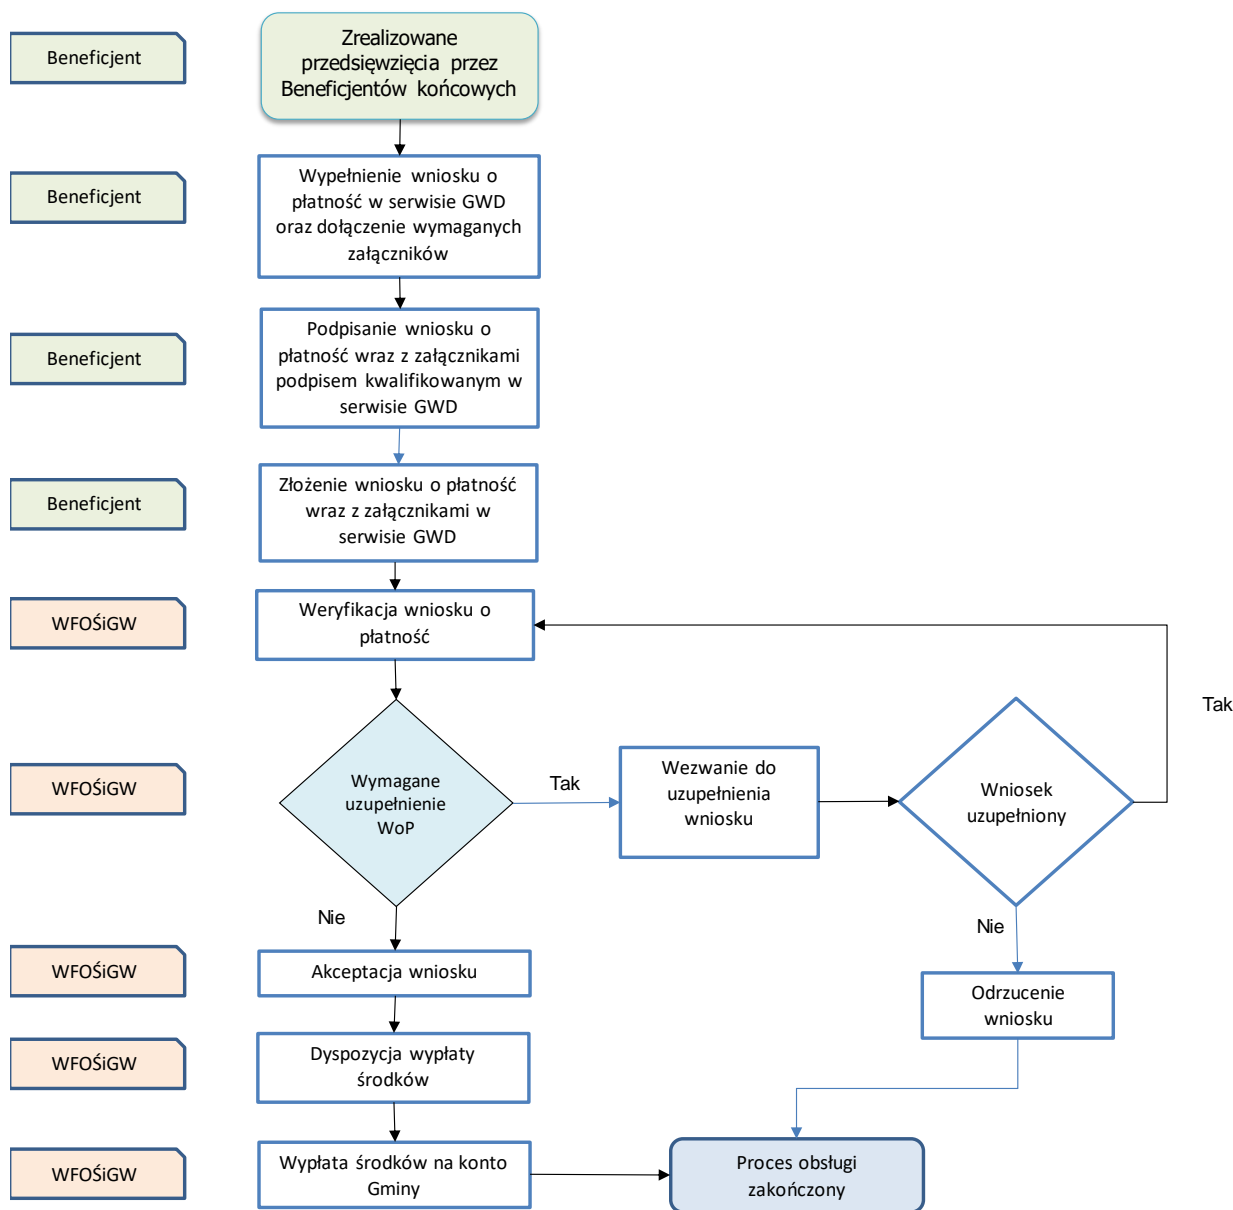 Beneficjent
Zrealizowane
przedsięwzięcia przez
Beneficjentów końcowych
Beneficjent
Wypełnienie wniosku o
płatność w serwisie GWD
oraz dołączenie wymaganych
załączników
Beneficjent
Podpisanie wniosku o
płatność wraz z załącznikami
podpisem kwalifikowanym w
serwisie GWD
Beneficjent
Złożenie wniosku o płatność
wraz z załącznikami w
serwisie GWD
WFOŚiGW
Weryfikacja wniosku o
płatność
WFOŚiGW
Wymagane
uzupełnienie
WoP
Tak
Wezwanie do
uzupełnienia
wniosku
Wniosek
uzupełniony
Tak
Nie
Nie
WFOŚiGW
Akceptacja wniosku
Odrzucenie
wniosku
WFOŚiGW
Dyspozycja wypłaty
środków
WFOŚiGW
Wypłata środków na konto
Gminy
Proces obsługi
zakończony